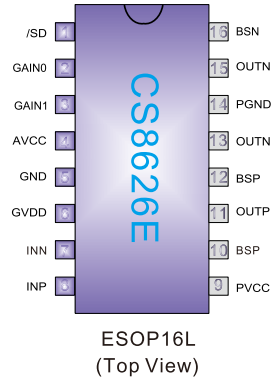 /SD 1 16 BSN
GAIN0 2 15 OUTN
GAIN1 3 14 PGND
AVCC 4 13 OUTN
GND 5 12 BSP
GVDD 6 11 OUTP
INN 7 10 BSP
INP 8 9 PVCC
CS8626E
ESOP16L
(Top View)